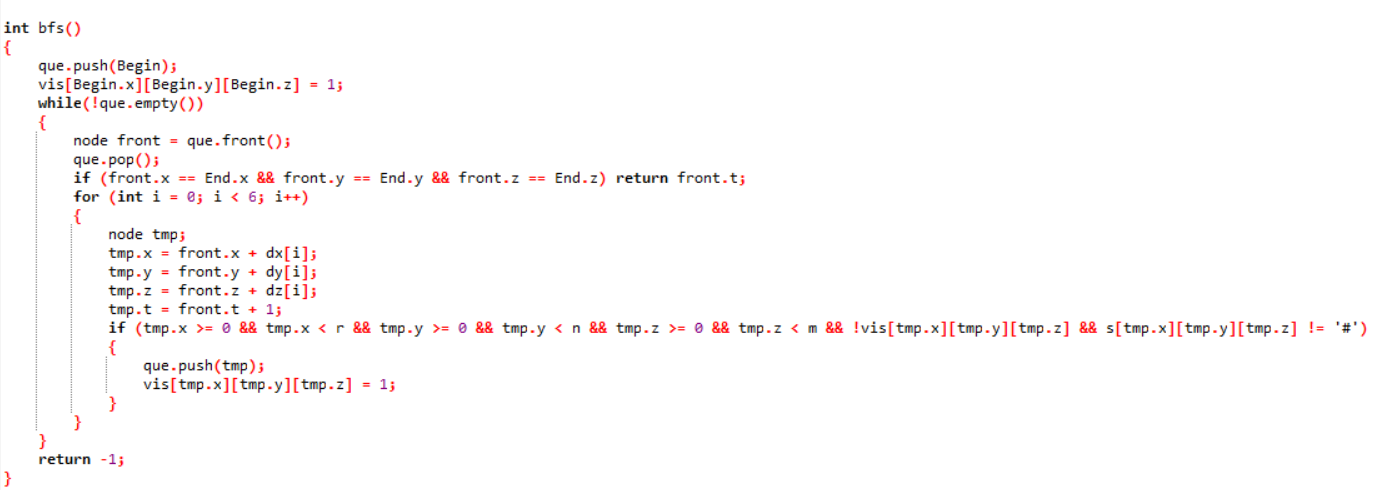 int bfs()
{
    que.push(Begin);
    vis[Begin.x][Begin.y][Begin.z] = 1;
    while(!que.empty())
    {
        node front = que.front();
        que.pop();
        if (front.x == End.x && front.y == End.y && front.z == End.z) return front.t;
        for (int i = 0; i < 6; i++)
        {
            node tmp;
            tmp.x = front.x + dx[i];
            tmp.y = front.y + dy[i];
            tmp.z = front.z + dz[i];
            tmp.t = front.t + 1;
            if (tmp.x >= 0 && tmp.x < r && tmp.y >= 0 && tmp.y < n && tmp.z >= 0 && tmp.z < m && !vis[tmp.x][tmp.y][tmp.z] && s[tmp.x][tmp.y][tmp.z] != '#')
            {
                que.push(tmp);
                vis[tmp.x][tmp.y][tmp.z] = 1;
            }
        }
    }
    return -1;
}